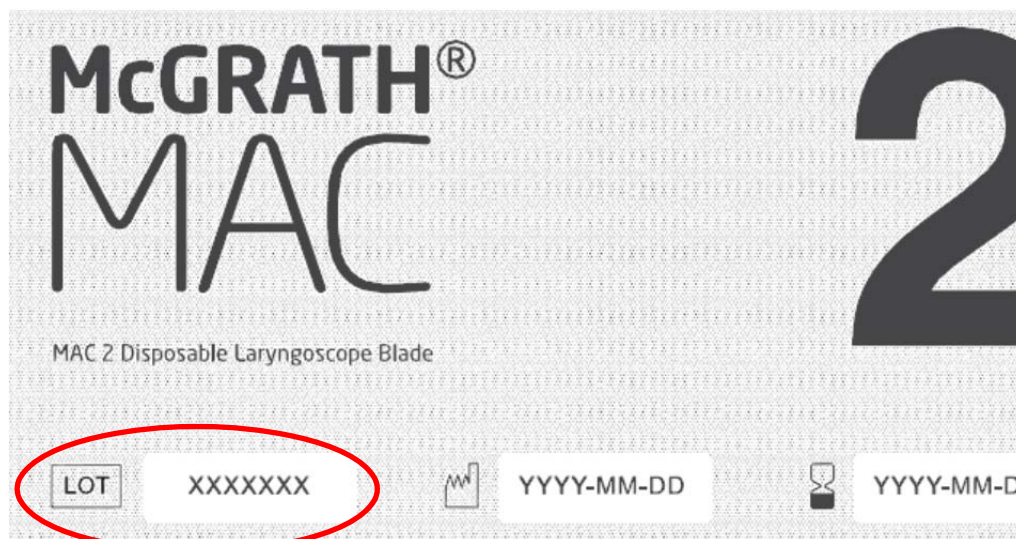 McGRATH®
MAC
2
MAC 2 Disposable Laryngoscope Blade
LOT XXXXXXX YYYY-MM-DD YYYY-MM-D